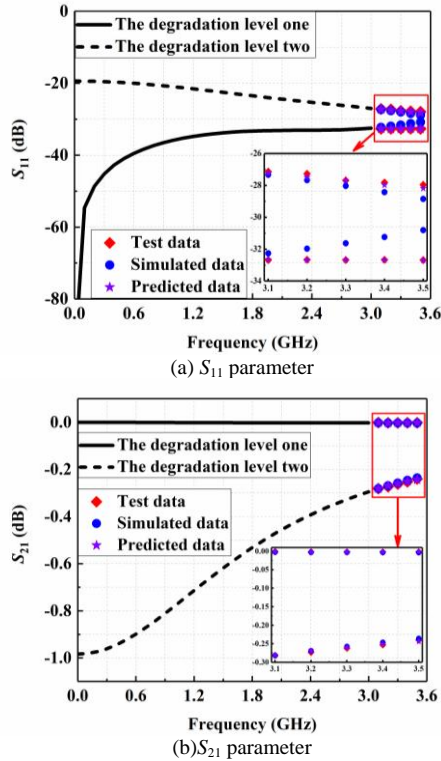 0
-20
-40
-60
-80
S11 (dB)
The degradation level one
The degradation level two
-26
-28
-30
-32
-34
3.1 3.2 3.3 3.4 3.5
Test data
Simulated data
Predicted data
0.0 0.6 1.2 1.8 2.4 3.0 3.6
Frequency (GHz)
(a) S11 parameter
0.0
-0.2
-0.4
-0.6
-0.8
-1.0
S21 (dB)
The degradation level one
The degradation level two
Test data
Simulated data
Predicted data
0.00
-0.05
-0.10
-0.15
-0.20
-0.25
-0.30
3.1 3.2 3.3 3.4 3.5
0.0 0.6 1.2 1.8 2.4 3.0 3.6
Frequency (GHz)
(b)S21 parameter